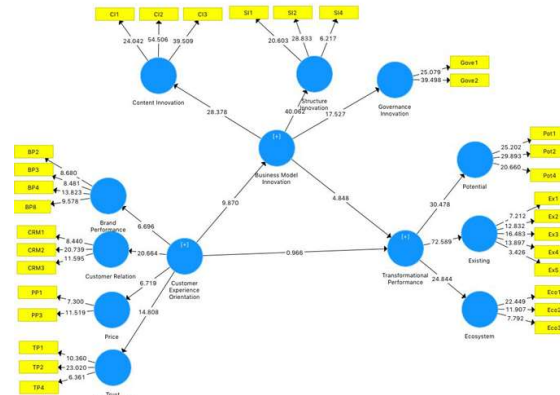 CI1
CI2
CI3
SI1
SI2
SI4
24.042
54.506
39.509
20.603
28.833
6.217
Gove1
Gove2
25.079
39.498
Content Innovation
Structure
Innovation
Governance
Innovation
28.378
40.062
17.527
[+]
Business Model
Innovation
Pot1
Pot2
Pot4
25.202
29.893
20.660
Potential
BP2
BP3
BP4
BP6
8.680
8.481
13.823
9.578
Brand
Performance
9.870
4.848
30.478
Ex1
Ex2
Ex3
Ex4
Ex5
7.212
12.832
16.483
13.897
3.426
Existing
CRM1
CRM2
CRM3
8.440
20.739
11.595
Customer Relation
6.696
20.664
[+]
Customer
Experience
Orientation
0.966
[+]
Transformational
Performance
72.589
24.844
PP1
PP3
7.300
11.519
Price
6.719
14.608
Eco1
Eco2
Eco3
22.449
11.907
7.792
Ecosystem
TP1
TP2
TP4
10.360
23.020
6.361
Trust